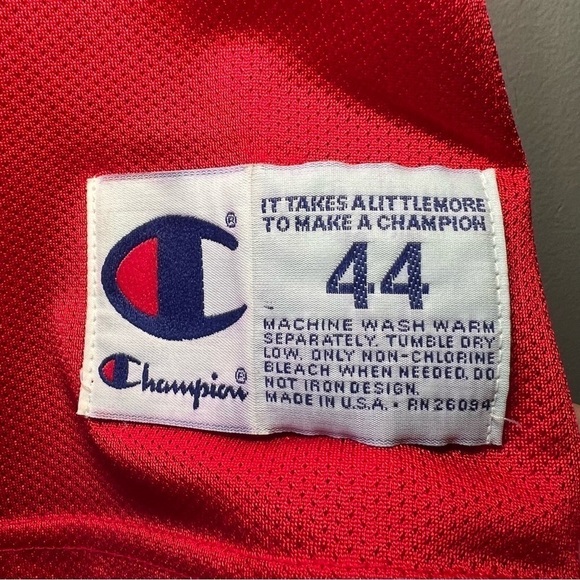 IT TAKES A LITTLE MORE
TO MAKE A CHAMPION
44
MACHINE WASH WARM
SEPARATELY, TUMBLE DRY
LOW. ONLY NON-CHLORINE
BLEACH WHEN NEEDED. DO
NOT IRON DESIGN.
MADE IN U.S.A. • RN 26094
®
Champion®